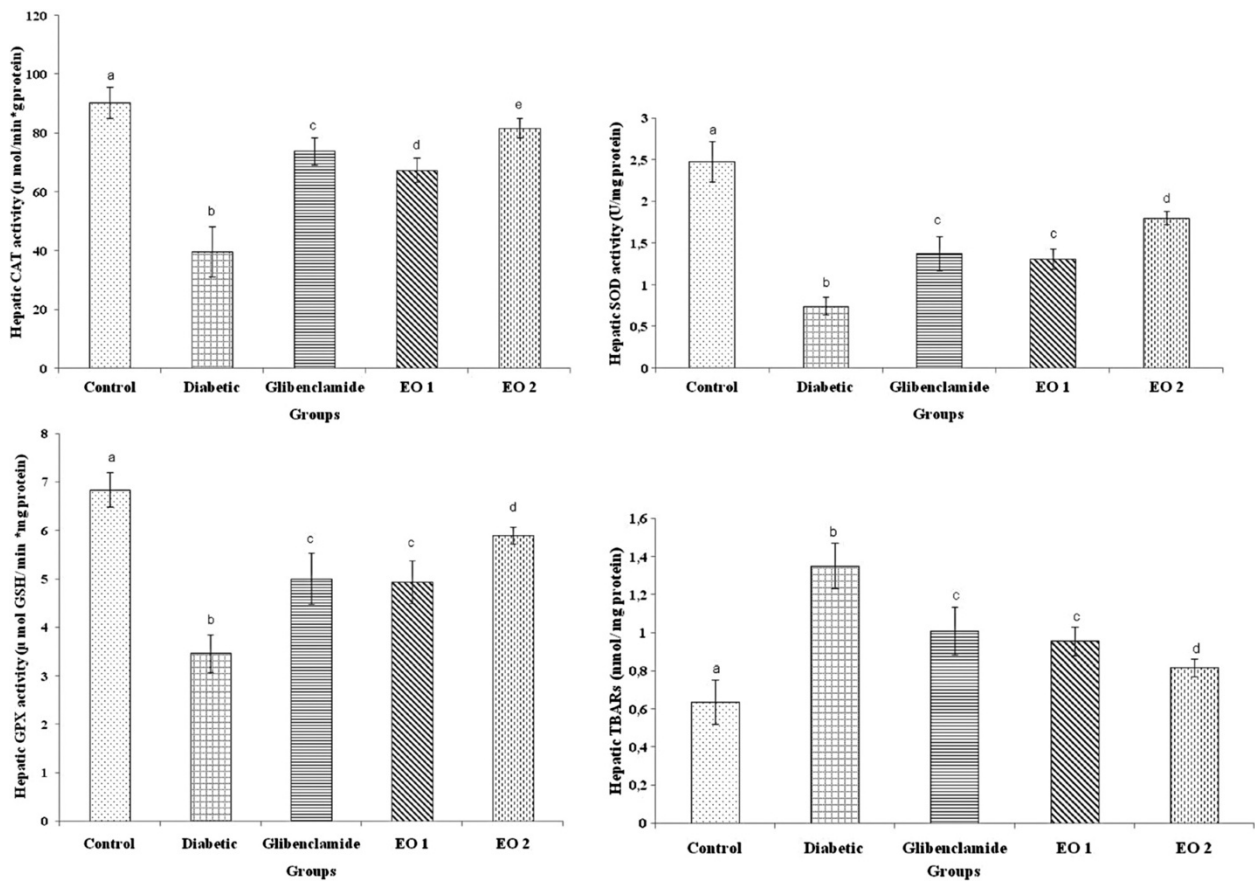 Hepatic CAT activity (µ mol/min*gprotein)
120
100
80
60
40
20
0
a
b
c
d
e
Control Diabetic Glibenclamide EO 1 EO 2
Groups
Hepatic SOD activity (U/mg protein)
3
2,5
2
1,5
1
0,5
0
a
b
c
c
d
Control Diabetic Glibenclamide EO 1 EO 2
Groups
Hepatic GPX activity (µ mol GSH/min *mg protein)
8
7
6
5
4
3
2
1
0
a
b
c
c
d
Control Diabetic Glibenclamide EO 1 EO 2
Groups
Hepatic TBARs (nmol/mg protein)
1,6
1,4
1,2
1
0,8
0,6
0,4
0,2
0
a
b
c
c
d
Control Diabetic Glibenclamide EO 1 EO 2
Groups